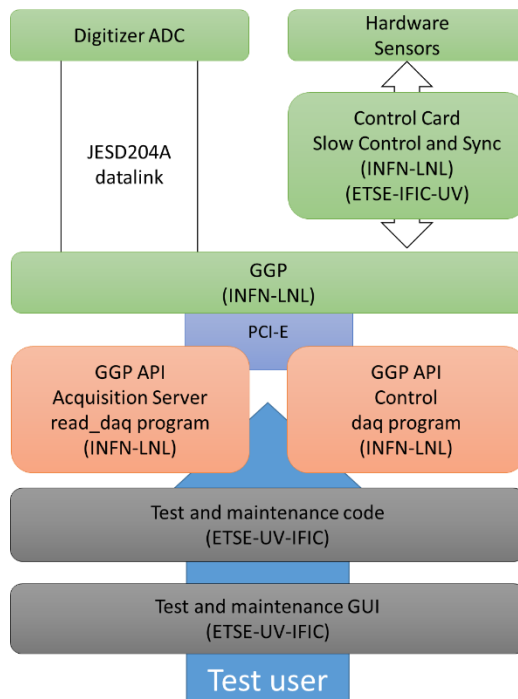 Digitizer ADC
Hardware
Sensors
JESD204A
datalink
Control Card
Slow Control and Sync
(INFN-LNL)
(ETSE-IFIC-UV)
GGP
(INFN-LNL)
PCI-E
GGP API
Acquisition Server
read_daq program
(INFN-LNL)
GGP API
Control
daq program
(INFN-LNL)
Test and maintenance code
(ETSE-UV-IFIC)
Test and maintenance GUI
(ETSE-UV-IFIC)
Test user